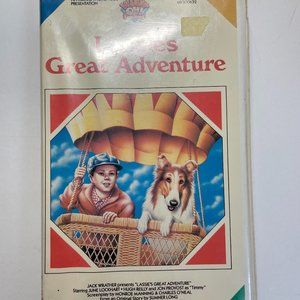 PRESENTATION
Lassie's
Great Adventure
JACK WRATHER presents "LASSIE'S GREAT ADVENTURE"
Starring JUNE LOCKHART • HUGH REILLY and JON PROVOST as "Timmy"
Screenplay by MONROE MANNING & CHARLES O'NEAL
From an Original Story by SUMNER LONG